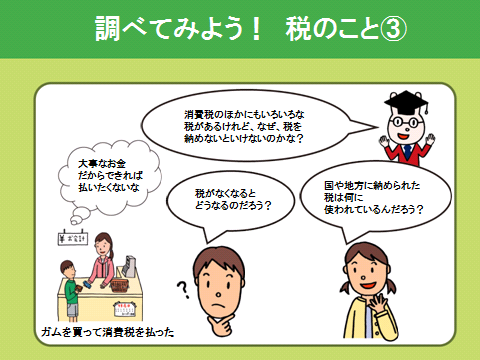 調べてみよう！ 税のこと③
消費税のほかにもいろいろな
税があるけれど、なぜ、税を
納めないといけないのかな？
大事なお金
だからできれば
払いたくないな
税がなくなると
どうなるのだろう？
国や地方に納められた
税は何に
使われているんだろう？
お会計
?
ガムを買って消費税を払った